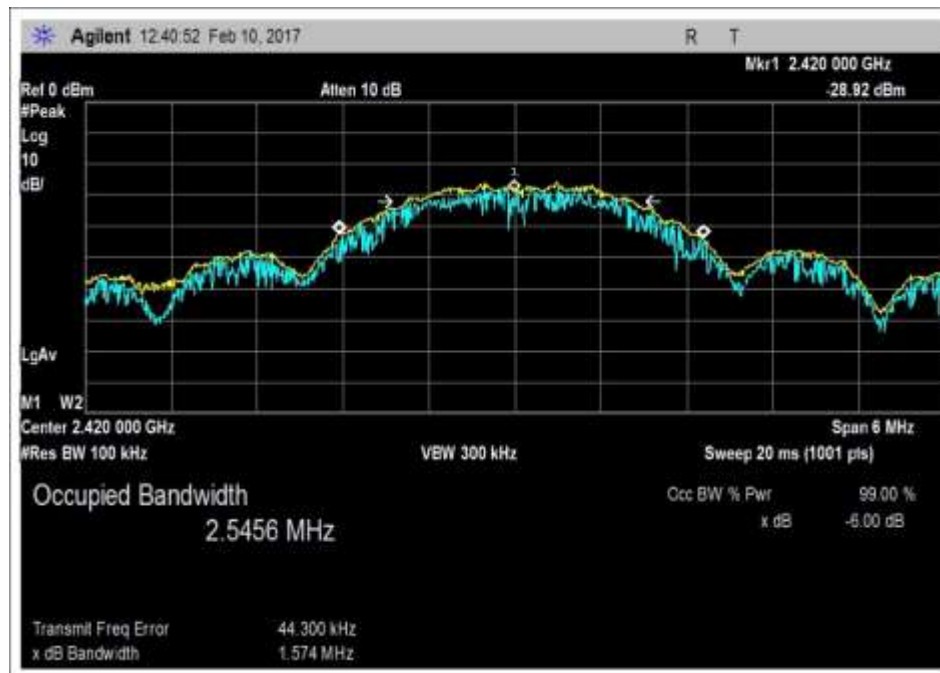 Agilent 12:40:52 Feb 10, 2017 R T
Mkr1 2.420 000 GHz
Ref 0 dBm Atten 10 dB -28.92 dBm
#Peak
Log
10
dB/
1
LgAv
M1 W2
Center 2.420 000 GHz Span 6 MHz
#Res BW 100 kHz VBW 300 kHz Sweep 20 ms (1001 pts)
Occupied Bandwidth Occ BW % Pwr 99.00 %
2.5456 MHz x dB -6.00 dB
Transmit Freq Error 44.300 kHz
x dB Bandwidth 1.574 MHz